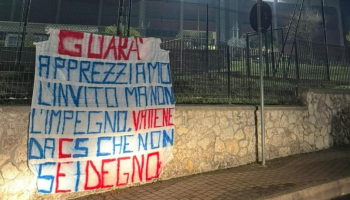 GUARA'
APPREZZIAMO
L'INVITO MA NON
L'IMPEGNO. VATTENE
DA CS CHE NON
SEI DEGNO